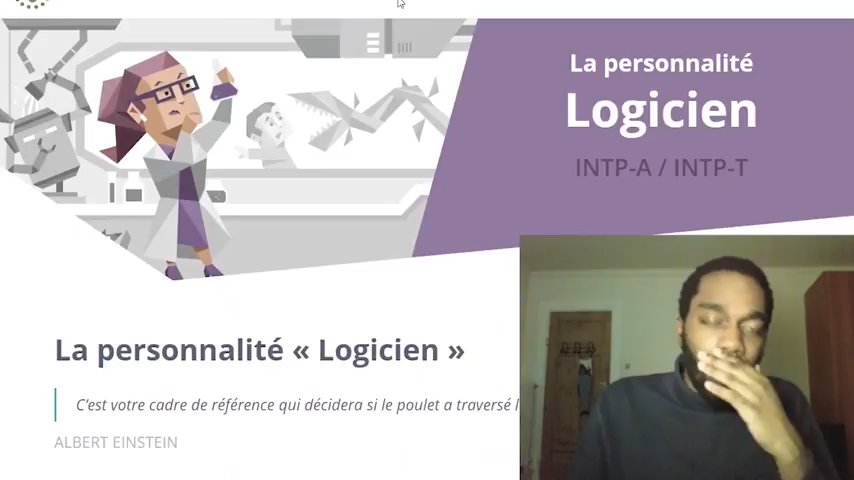 La personnalité
Logicien
INTP-A / INTP-T
La personnalité « Logicien »
C'est votre cadre de référence qui décidera si le poulet a traversé
ALBERT EINSTEIN